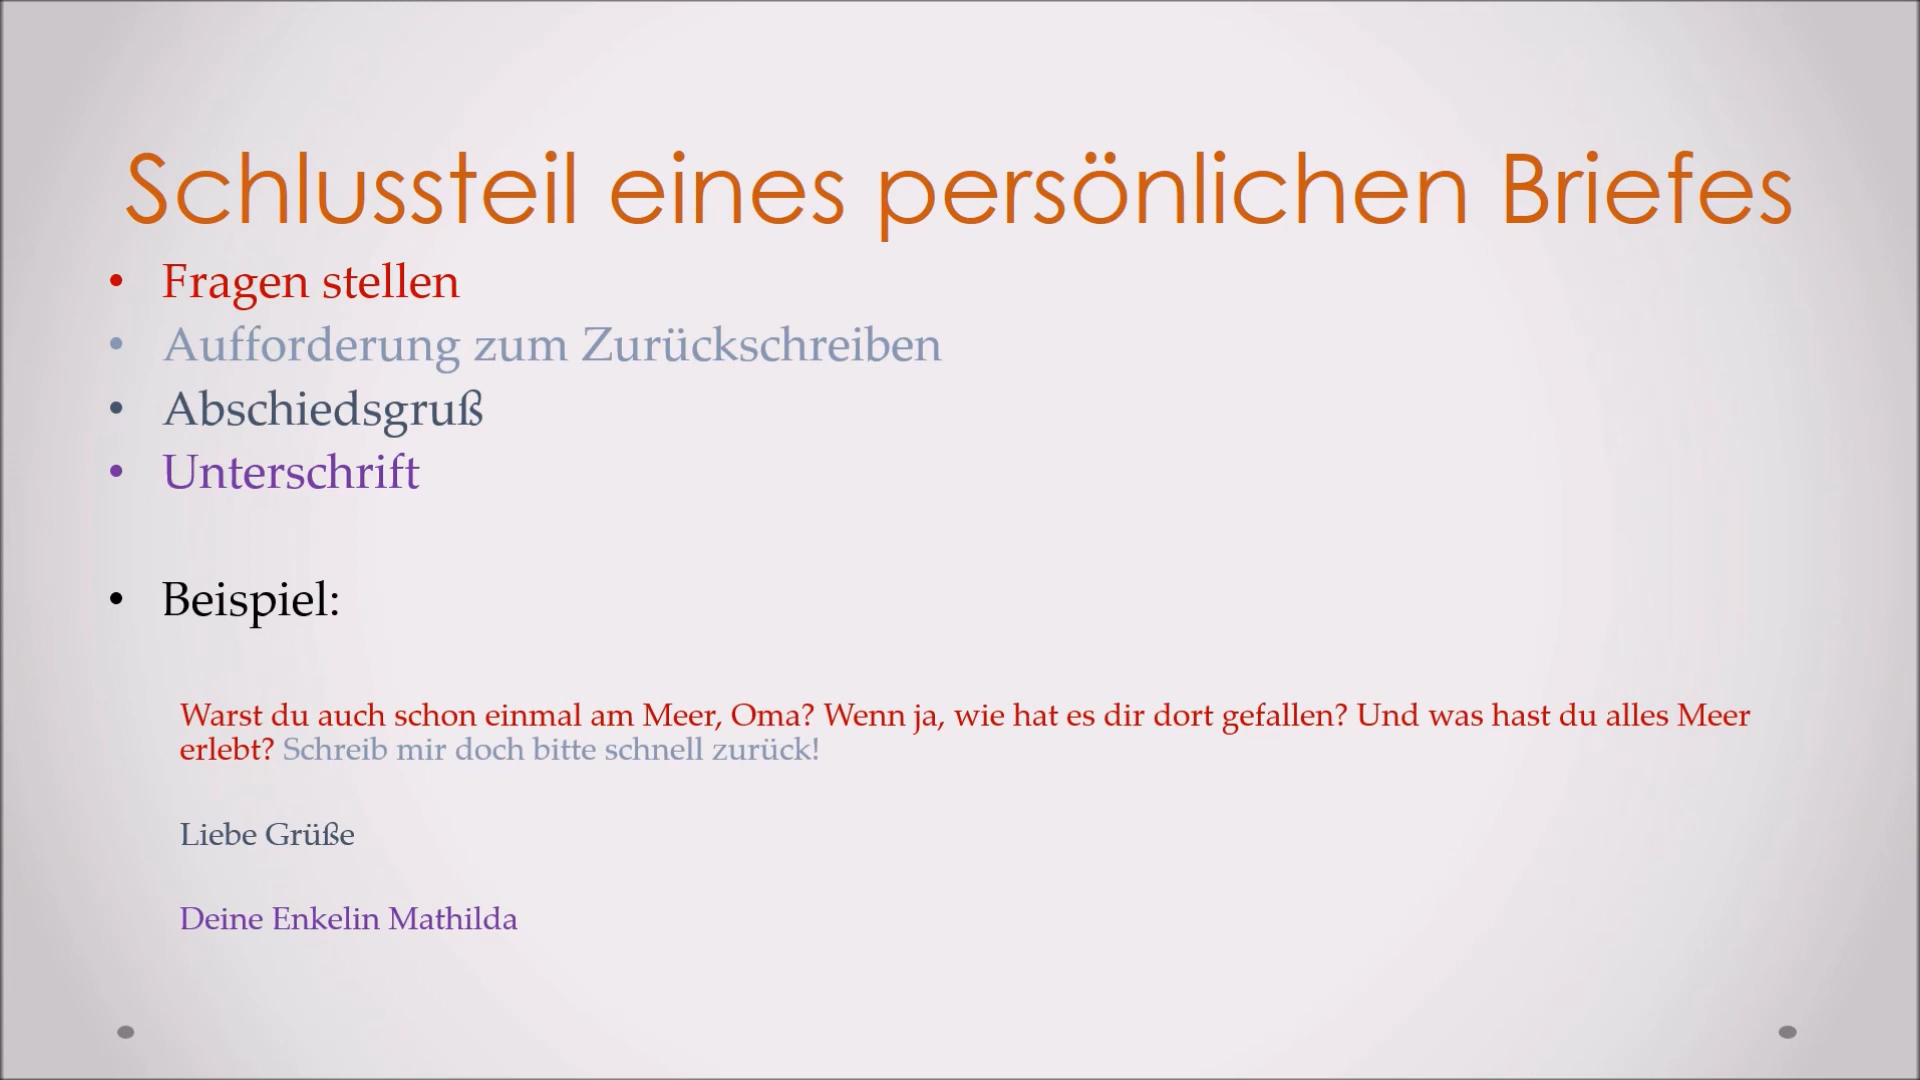 Schlussteil eines persönlichen Briefes
• Fragen stellen
• Aufforderung zum Zurückschreiben
• Abschiedsgruß
• Unterschrift
• Beispiel:
Warst du auch schon einmal am Meer, Oma? Wenn ja, wie hat es dir dort gefallen? Und was hast du alles Meer
erlebt? Schreib mir doch bitte schnell zurück!
Liebe Grüße
Deine Enkelin Mathilda